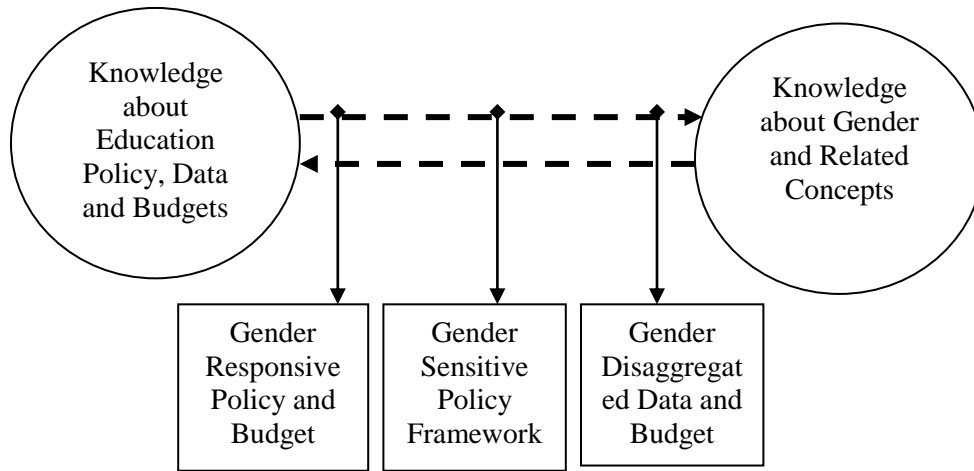 Knowledge
about
Education
Policy, Data
and Budgets
Knowledge
about Gender
and Related
Concepts
Gender
Responsive
Policy and
Budget
Gender
Sensitive
Policy
Framework
Gender
Disaggregat
ed Data and
Budget